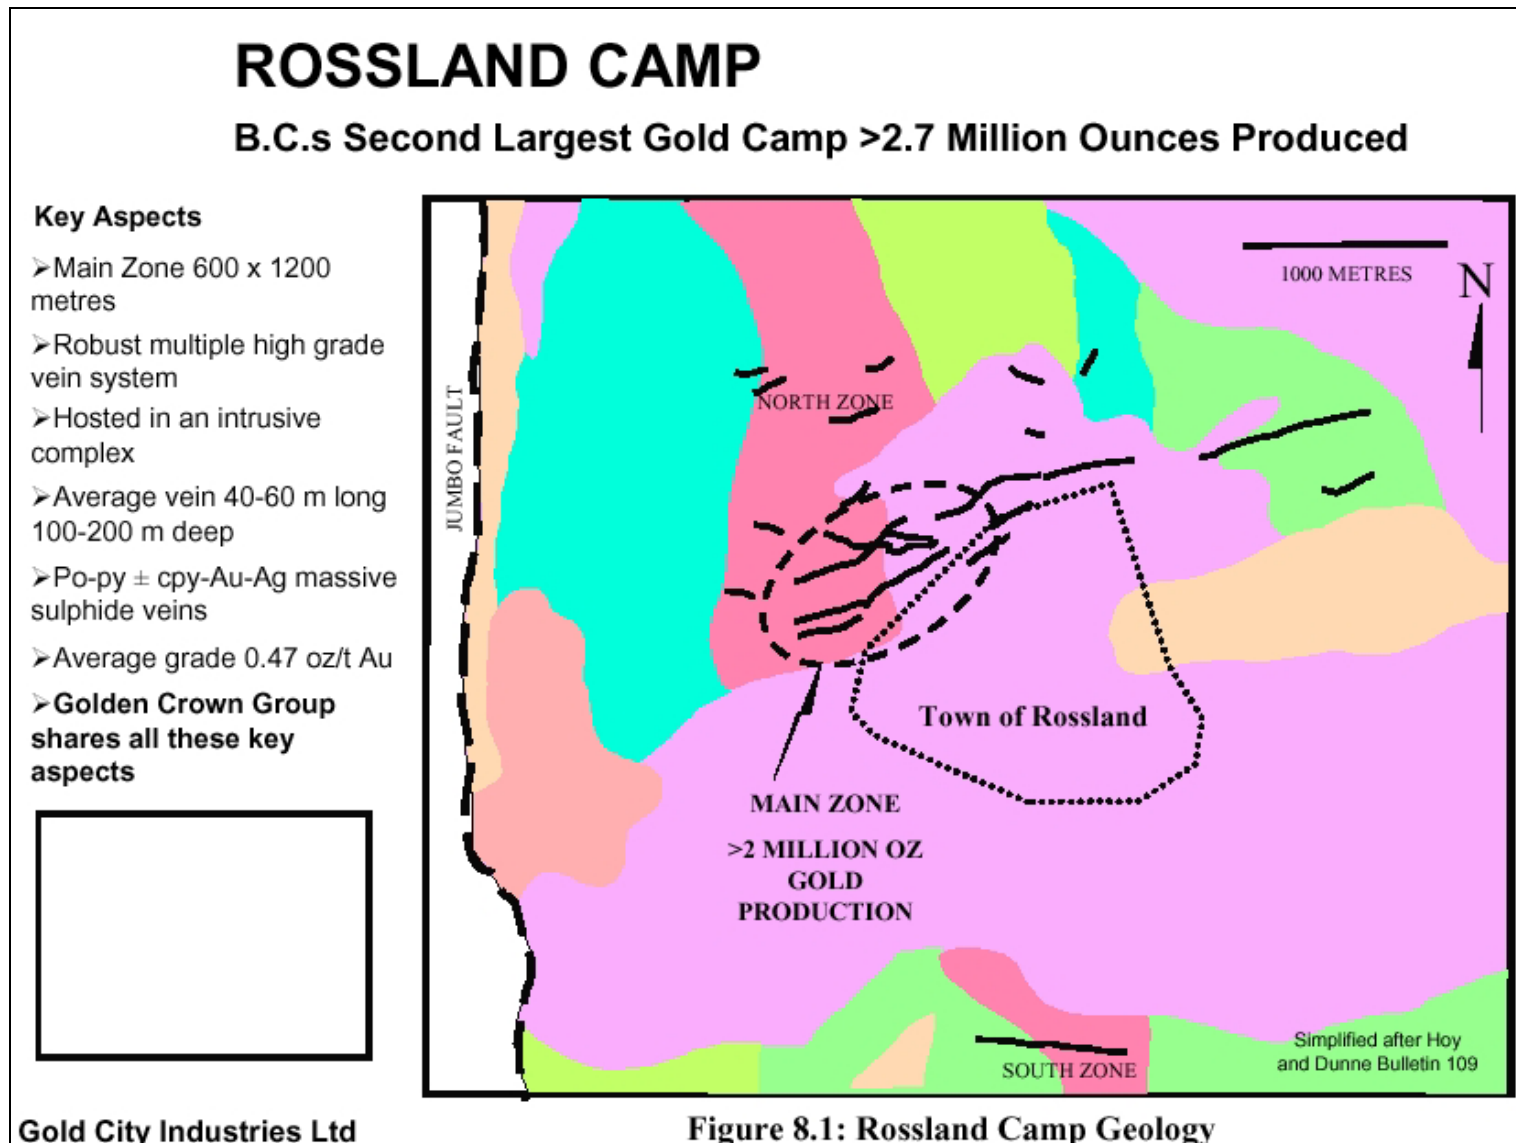 ROSSLAND CAMP
B.C.s Second Largest Gold Camp >2.7 Million Ounces Produced
Key Aspects
➢Main Zone 600 x 1200
metres
➢Robust multiple high grade
vein system
➢Hosted in an intrusive
complex
➢Average vein 40-60 m long
100-200 m deep
➢Po-py ± cpy-Au-Ag massive
sulphide veins
➢Average grade 0.47 oz/t Au
➢Golden Crown Group
shares all these key
aspects
Gold City Industries Ltd
JUMBO FAULT
1000 METRES
N
NORTH ZONE
Town of Rossland
MAIN ZONE
>2 MILLION OZ
GOLD
PRODUCTION
SOUTH ZONE
Simplified after Hoy
and Dunne Bulletin 109
Figure 8.1: Rossland Camp Geology